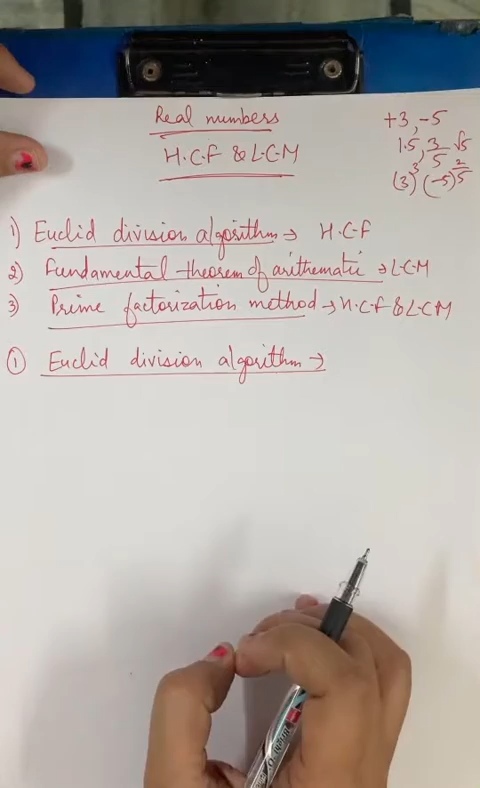 Real numbers
H.C.F & L.C.M
+3, -5
1.5, 3/5 √5
(3)³ (-5)^2/5
1) Euclid division algorithm → H.C.F
2) Fundamental theorem of arithematic → L.C.M
3) Prime factorization method → H.C.F & L.C.M
① Euclid division algorithm →